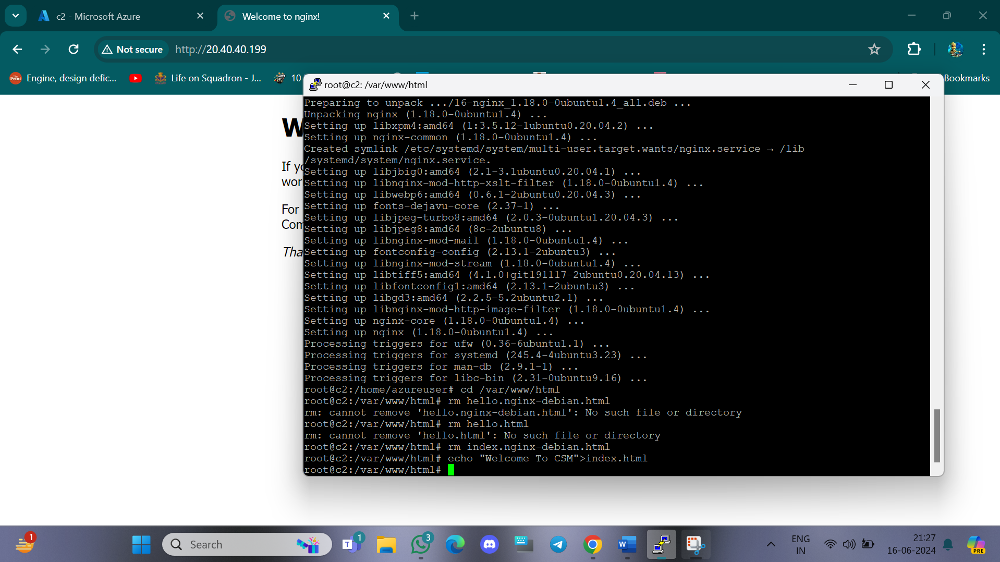 c2 - Microsoft Azure
Welcome to nginx!
Not secure
http://20.40.40.199
Engine, design defic...
Life on Squadron - J...
10
Bookmarks
root@c2: /var/www/html
W
If yo
wor
For
Com
Tha
Preparing to unpack .../16-nginx_1.18.0-0ubuntu1.4_all.deb ...
Unpacking nginx (1.18.0-0ubuntu1.4) ...
Setting up libxpm4:amd64 (1:3.5.12-1ubuntu0.20.04.2) ...
Setting up nginx-common (1.18.0-0ubuntu1.4) ...
Created symlink /etc/systemd/system/multi-user.target.wants/nginx.service → /lib
/systemd/system/nginx.service.
Setting up libjbig0:amd64 (2.1-3.1ubuntu0.20.04.1) ...
Setting up libnginx-mod-http-xslt-filter (1.18.0-0ubuntu1.4) ...
Setting up libwebp6:amd64 (0.6.1-2ubuntu0.20.04.3) ...
Setting up fonts-dejavu-core (2.37-1) ...
Setting up libjpeg-turbo8:amd64 (2.0.3-0ubuntu1.20.04.3) ...
Setting up libjpeg8:amd64 (8c-2ubuntu8) ...
Setting up libnginx-mod-mail (1.18.0-0ubuntu1.4) ...
Setting up fontconfig-config (2.13.1-2ubuntu3) ...
Setting up libnginx-mod-stream (1.18.0-0ubuntu1.4) ...
Setting up libtiff5:amd64 (4.1.0+git191117-2ubuntu0.20.04.13) ...
Setting up libfontconfig1:amd64 (2.13.1-2ubuntu3) ...
Setting up libgd3:amd64 (2.2.5-5.2ubuntu2.1) ...
Setting up libnginx-mod-http-image-filter (1.18.0-0ubuntu1.4) ...
Setting up nginx-core (1.18.0-0ubuntu1.4) ...
Setting up nginx (1.18.0-0ubuntu1.4) ...
Processing triggers for ufw (0.36-6ubuntu1.1) ...
Processing triggers for systemd (245.4-4ubuntu3.23) ...
Processing triggers for man-db (2.9.1-1) ...
Processing triggers for libc-bin (2.31-0ubuntu9.16) ...
root@c2:/home/azureuser# cd /var/www/html
root@c2:/var/www/html# rm hello.nginx-debian.html
rm: cannot remove 'hello.nginx-debian.html': No such file or directory
root@c2:/var/www/html# rm hello.html
rm: cannot remove 'hello.html': No such file or directory
root@c2:/var/www/html# rm index.nginx-debian.html
root@c2:/var/www/html# echo "Welcome To CSM">index.html
root@c2:/var/www/html#
1
Search
1
3
ENG
IN
21:27
16-06-2024
PRE